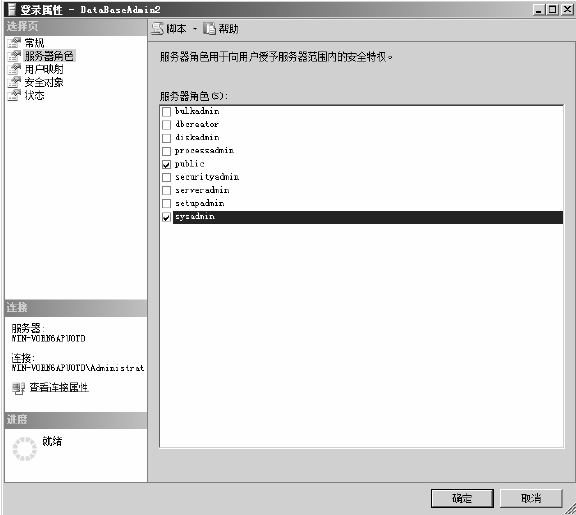 登录属性 - DataBaseAdmin2
选择页
常规
服务器角色
用户映射
安全对象
状态
脚本
帮助
服务器角色用于向用户授予服务器范围内的安全特权。
服务器角色(S):
bulkadmin
dbcreator
diskadmin
processadmin
public
securityadmin
serveradmin
setupadmin
sysadmin
连接
服务器:
WIN-VORN6APUOTD
连接:
WIN-VORN6APUOTD\Administrat
查看连接属性
进度
就绪
确定
取消